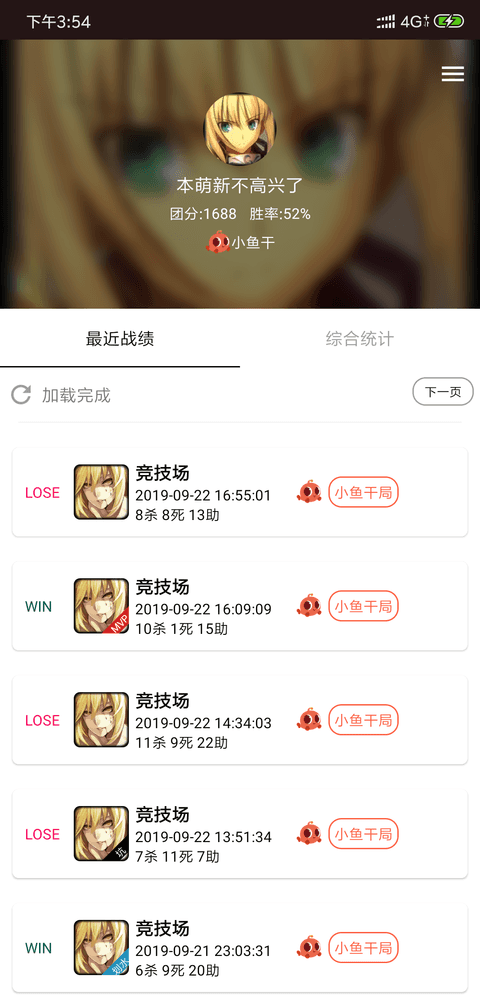 下午3:54
4G
本萌新不高兴了
团分:1688 胜率:52%
小鱼干
最近战绩
综合统计
加载完成
下一页
LOSE
竞技场
2019-09-22 16:55:01
8杀 8死 13助
小鱼干局
WIN
MVP
竞技场
2019-09-22 16:09:09
10杀 1死 15助
小鱼干局
LOSE
竞技场
2019-09-22 14:34:03
11杀 9死 22助
小鱼干局
LOSE
坑
竞技场
2019-09-22 13:51:34
7杀 11死 7助
小鱼干局
WIN
划水
竞技场
2019-09-21 23:03:31
6杀 9死 20助
小鱼干局